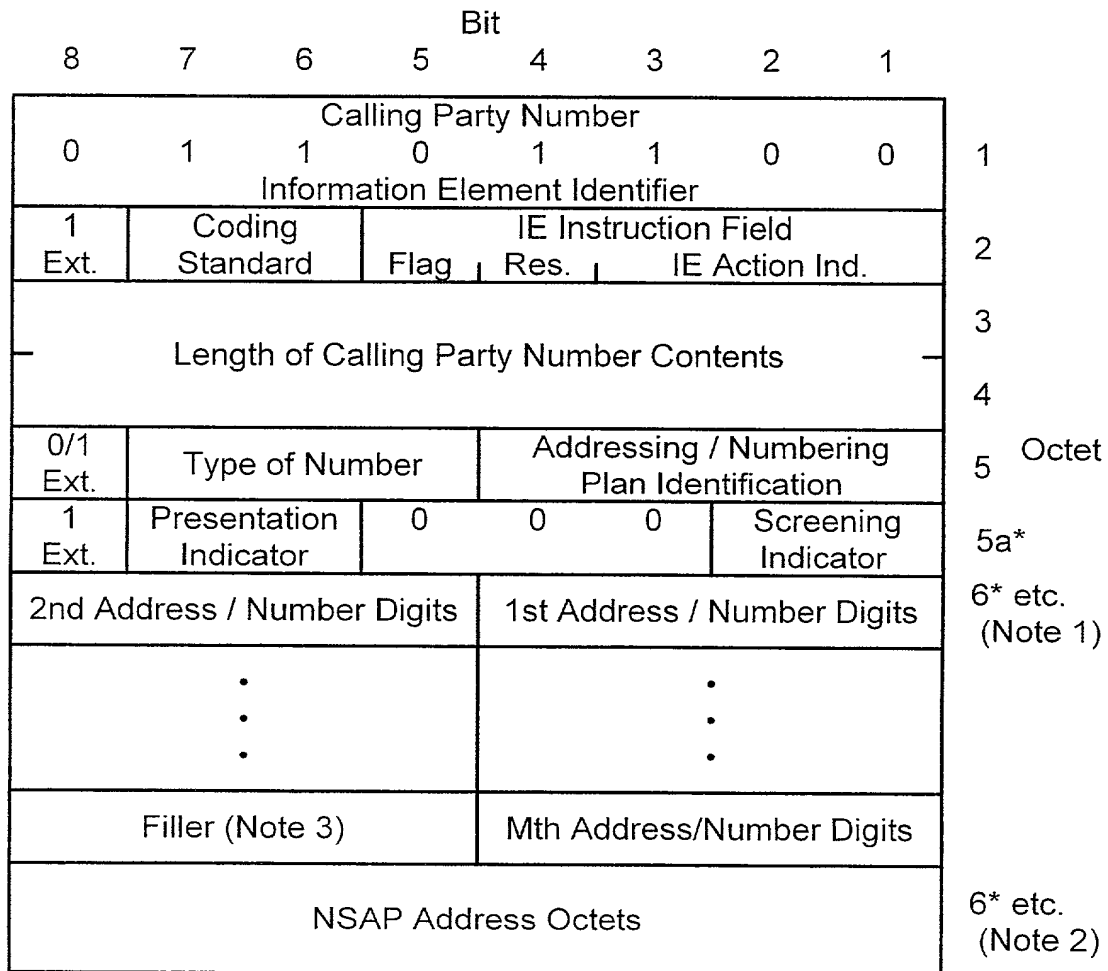 Bit
8 7 6 5 4 3 2 1
Calling Party Number
0 1 1 0 1 1 0 0 1
Information Element Identifier
1 Coding IE Instruction Field
Ext. Standard Flag Res. IE Action Ind.
2
3
Length of Calling Party Number Contents
4
0/1 Type of Number Addressing / Numbering
Ext. Plan Identification
5 Octet
1 Presentation 0 0 0 Screening
Ext. Indicator Indicator
5a*
2nd Address / Number Digits 1st Address / Number Digits 6* etc.
(Note 1)
Filler (Note 3) Mth Address/Number Digits
NSAP Address Octets 6* etc.
(Note 2)